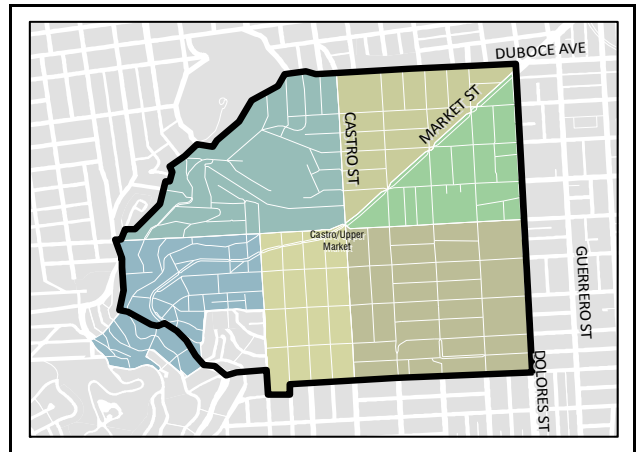 DUBOCE AVE
MARKET ST
CASTRO ST
Castro/Upper
Market
GUERRERO ST
DOLORES ST